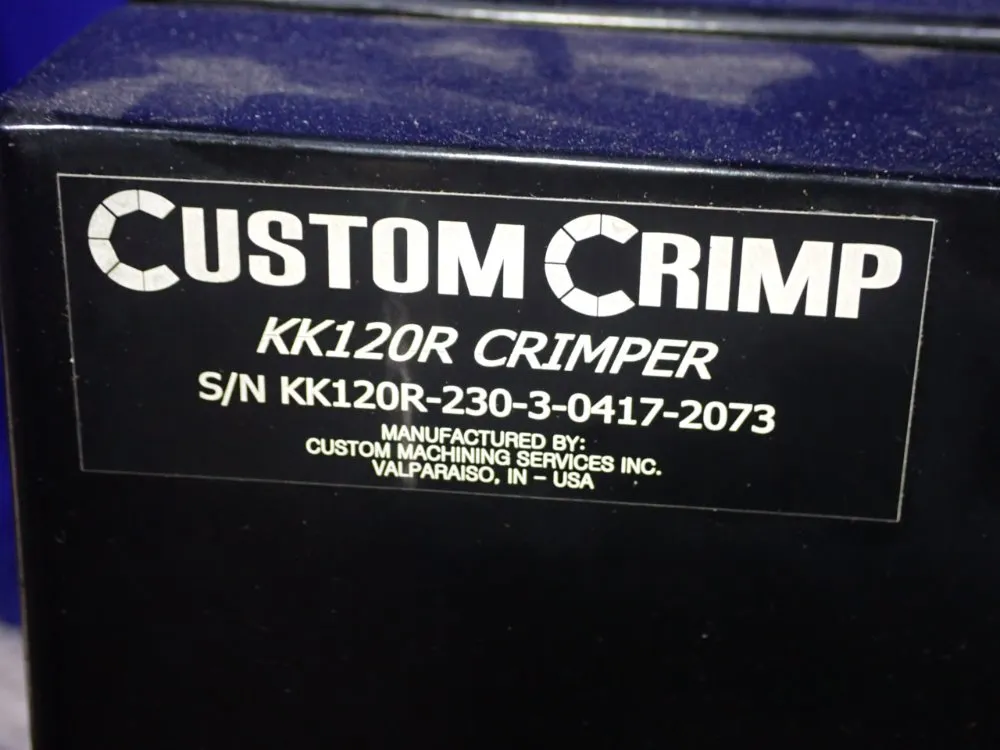 CUSTOM CRIMP
KK120R CRIMPER
S/N KK120R-230-3-0417-2073
MANUFACTURED BY:
CUSTOM MACHINING SERVICES INC.
VALPARAISO, IN - USA